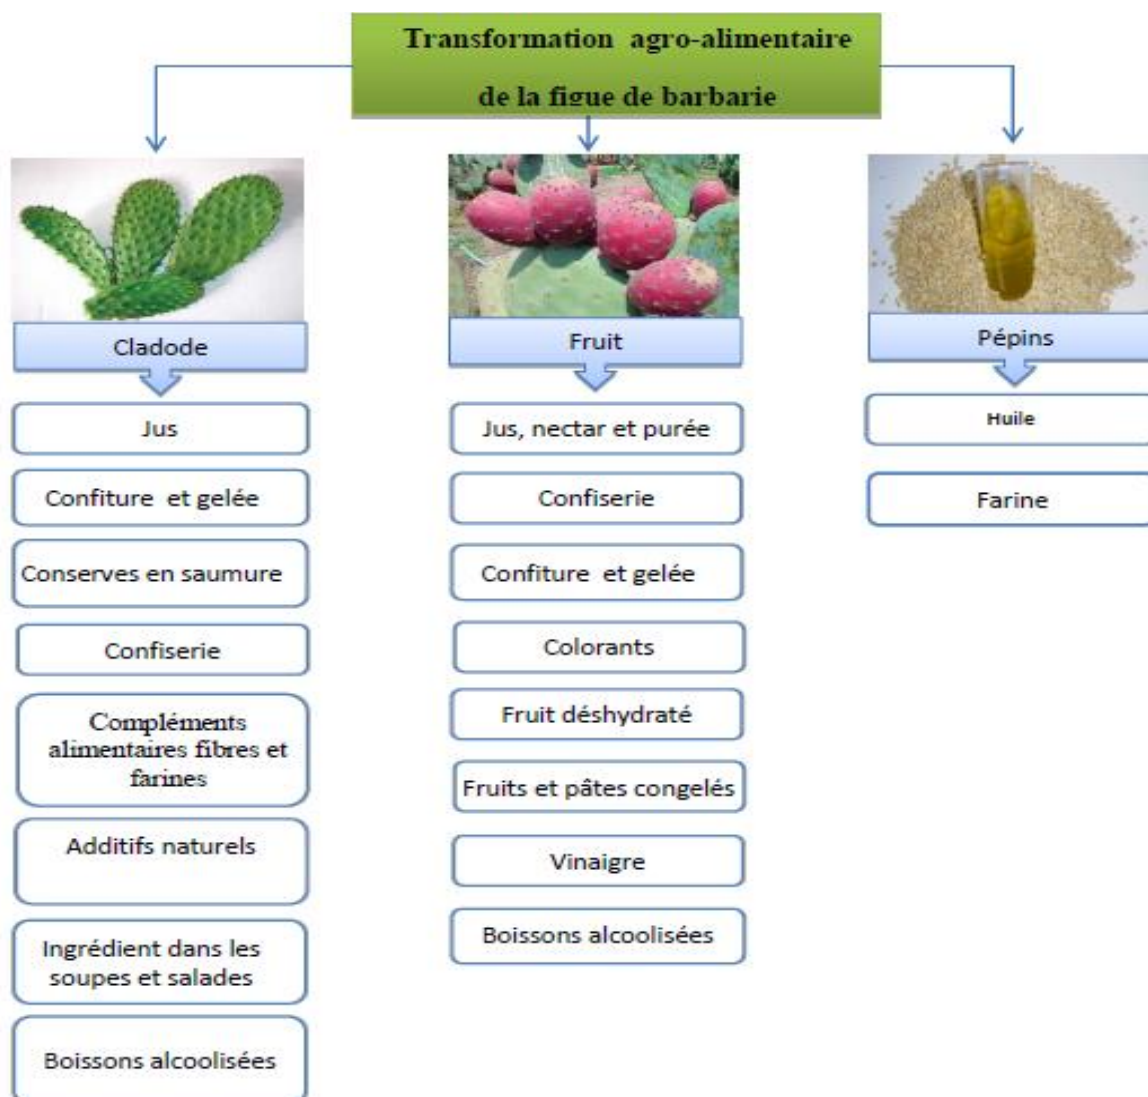 Transformation agro-alimentaire
de la figue de barbarie
Cladode
Jus
Confiture et gelée
Conserves en saumure
Confiserie
Compléments
alimentaires fibres et
farines
Additifs naturels
Ingrédient dans les
soupes et salades
Boissons alcoolisées
Fruit
Jus, nectar et purée
Confiserie
Confiture et gelée
Colorants
Fruit déshydraté
Fruits et pâtes congelés
Vinaigre
Boissons alcoolisées
Pépins
Huile
Farine